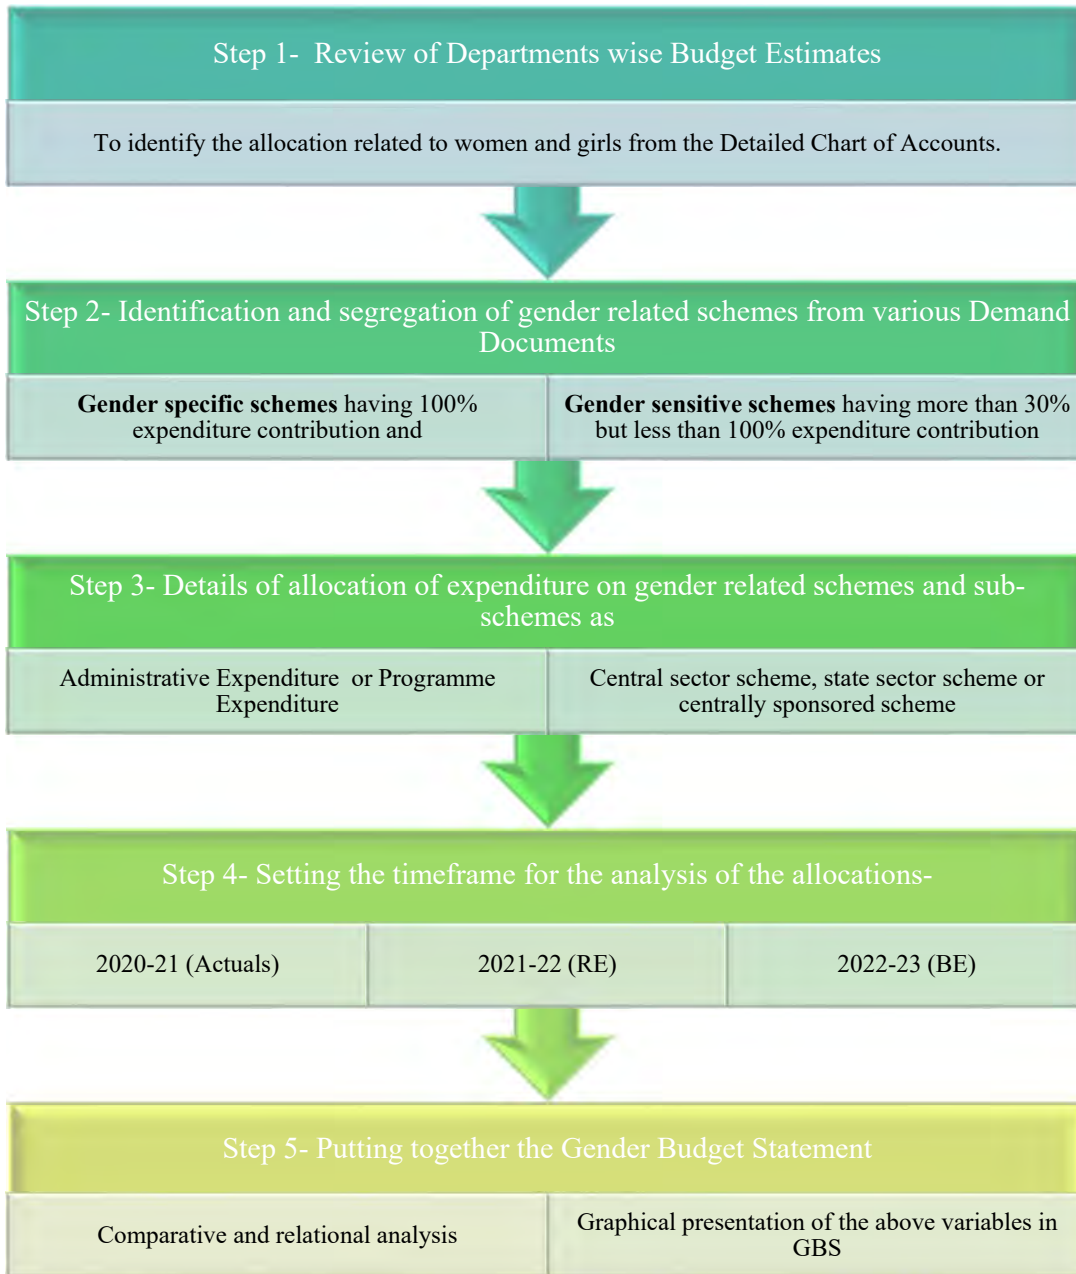 Step 1- Review of Departments wise Budget Estimates
To identify the allocation related to women and girls from the Detailed Chart of Accounts.
Step 2- Identification and segregation of gender related schemes from various Demand
Documents
Gender specific schemes having 100%
expenditure contribution and
Gender sensitive schemes having more than 30%
but less than 100% expenditure contribution
Step 3- Details of allocation of expenditure on gender related schemes and sub-
schemes as
Administrative Expenditure or Programme
Expenditure
Central sector scheme, state sector scheme or
centrally sponsored scheme
Step 4- Setting the timeframe for the analysis of the allocations-
2020-21 (Actuals)
2021-22 (RE)
2022-23 (BE)
Step 5- Putting together the Gender Budget Statement
Comparative and relational analysis
Graphical presentation of the above variables in
GBS